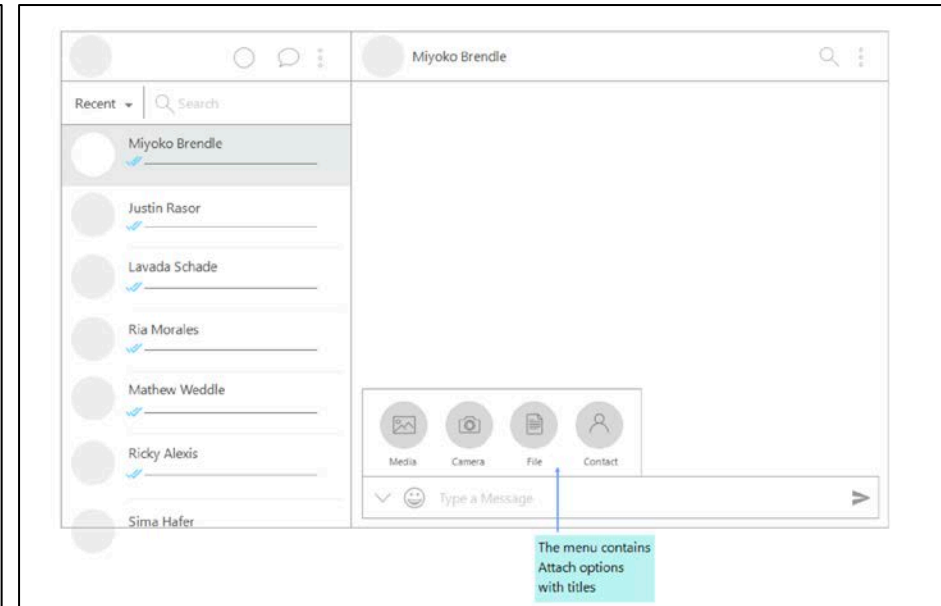 Miyoko Brendle
Recent
Search
Miyoko Brendle
Justin Rasor
Lavada Schade
Ria Morales
Mathew Weddle
Ricky Alexis
Sima Hafer
Media Camera File Contact
Type a Message
The menu contains
Attach options
with titles